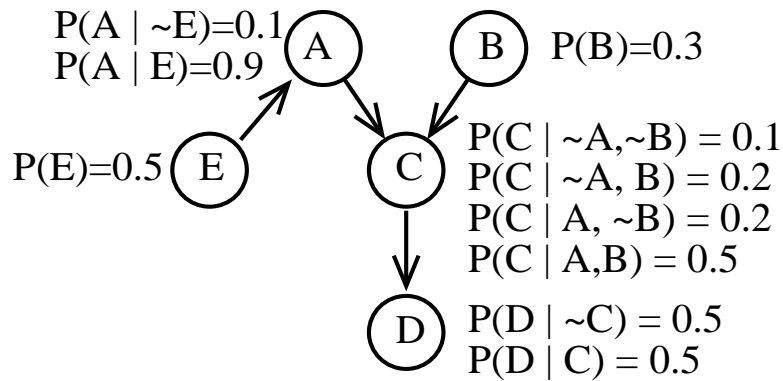 P(A | ~E)=0.1
P(A | E)=0.9
A
B
P(B)=0.3
P(E)=0.5
E
C
P(C | ~A,~B) = 0.1
P(C | ~A, B) = 0.2
P(C | A, ~B) = 0.2
P(C | A,B) = 0.5
D
P(D | ~C) = 0.5
P(D | C) = 0.5